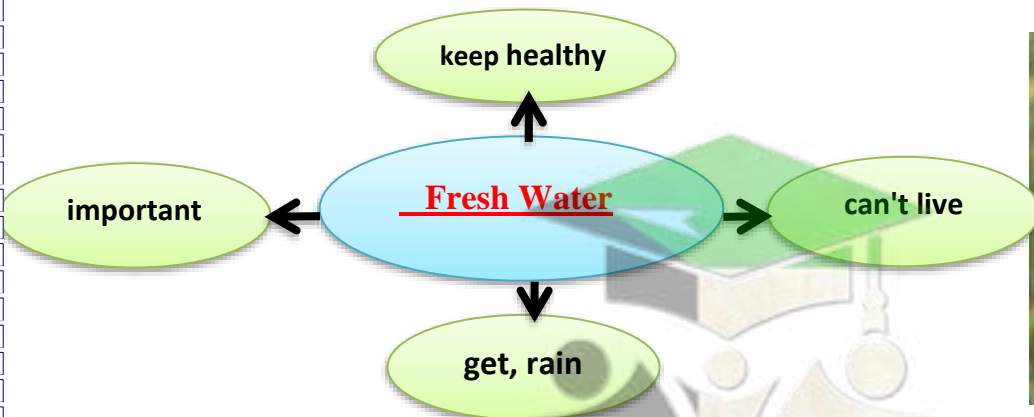 keep healthy
important
Fresh Water
can't live
get, rain